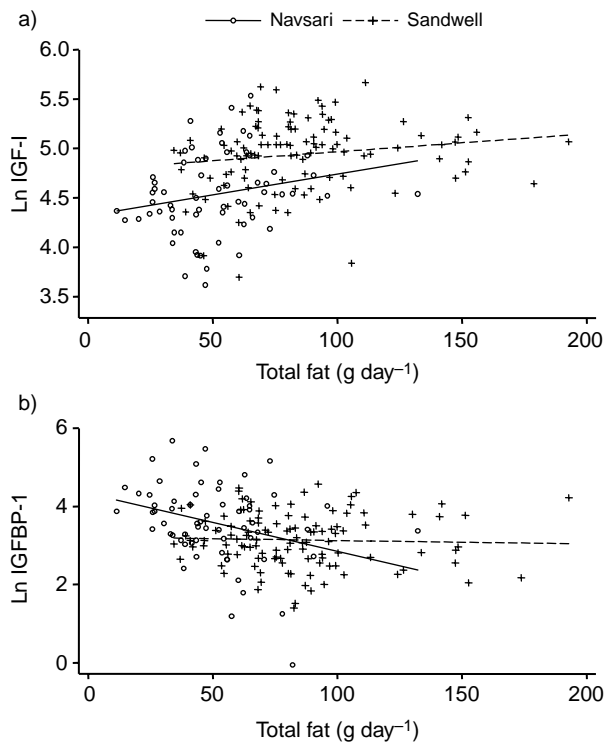 a)
Navsari
Sandwell
6.0
5.5
5.0
4.5
4.0
3.5
Ln IGF-I
0 50 100 150 200
Total fat (g day⁻¹)
b)
6
4
2
0
Ln IGFBP-1
0 50 100 150 200
Total fat (g day⁻¹)